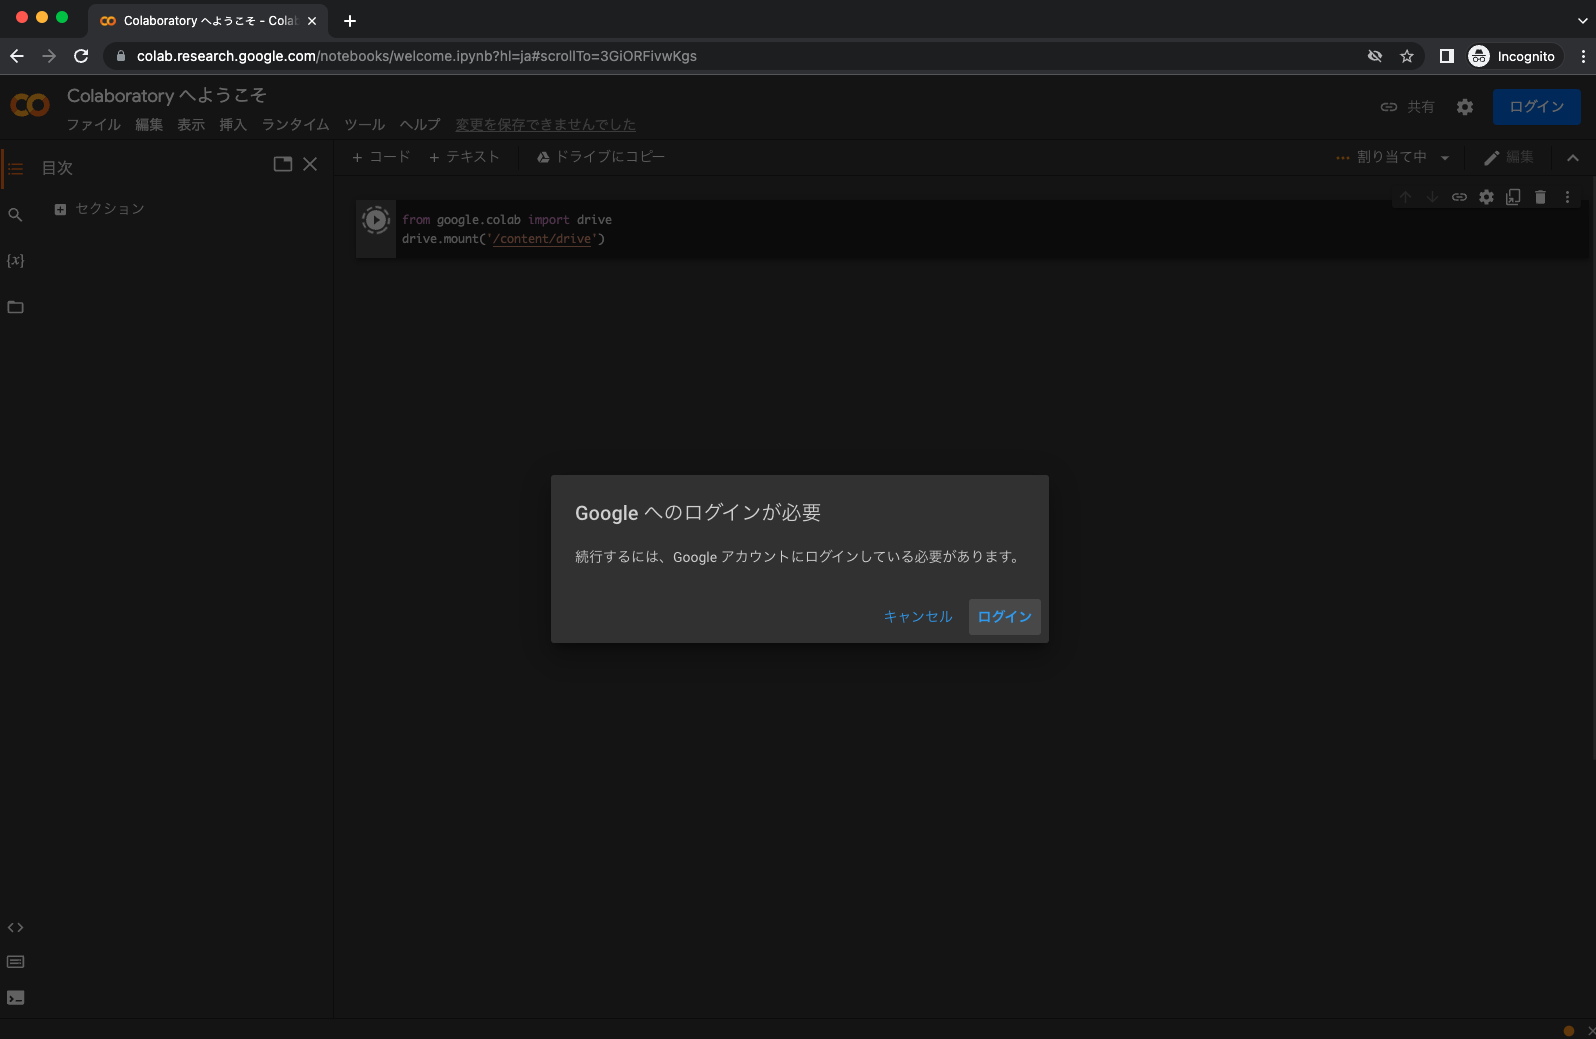 Colaboratory へようこそ - Colab
colab.research.google.com/notebooks/welcome.ipynb?hl=ja#scrollTo=3GiORFivwKgs
Incognito
Colaboratory へようこそ
共有
ログイン
ファイル 編集 表示 挿入 ランタイム ツール ヘルプ 変更を保存できませんでした
目次
+ コード + テキスト ドライブにコピー
割り当て中 編集
セクション
{x}
from google.colab import drive
drive.mount('/content/drive')
Google へのログインが必要
続行するには、Google アカウントにログインしている必要があります。
キャンセル ログイン